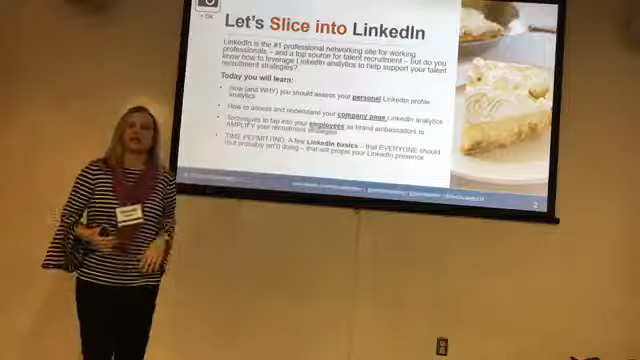 Let's Slice into LinkedIn
LinkedIn is the #1 professional networking site for working
professionals – and a top source for talent recruitment – but do you
know how to leverage LinkedIn analytics to help support your talent
recruitment strategies?
Today you will learn:
How (and WHY) you should assess your personal LinkedIn profile
analytics
How to assess and understand your company page LinkedIn analytics
Techniques to tap into your employees as brand ambassadors to
AMPLIFY your recruitment strategies
TIME PERMITTING: A few LinkedIn basics – that EVERYONE should
(but probably isn't) doing – that will propel your LinkedIn presence
2